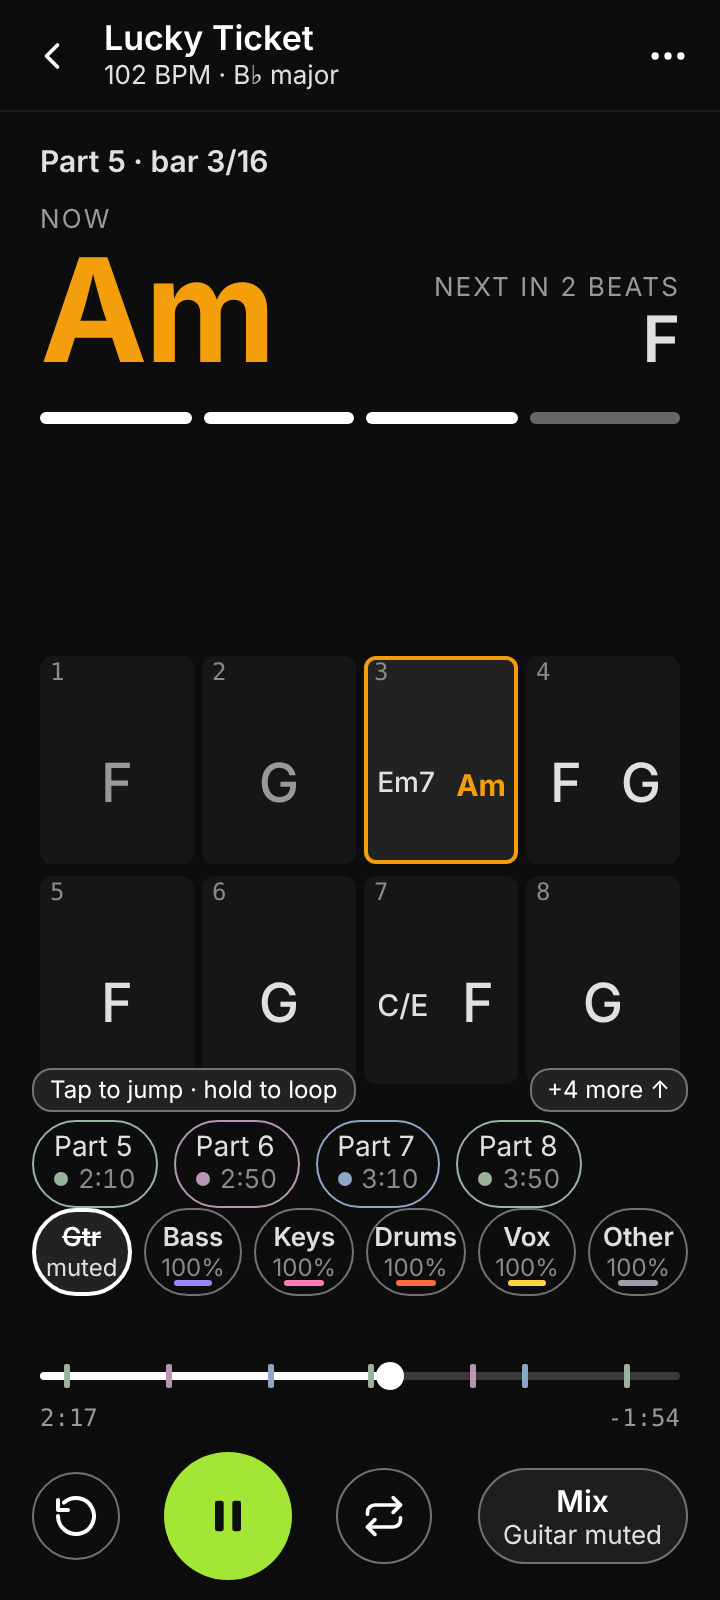 Lucky Ticket
102 BPM · B♭ major
Part 5 · bar 3/16
NOW
Am
NEXT IN 2 BEATS
F
1
F
2
G
3
Em7 Am
4
F G
5
F
6
G
7
C/E F
8
G
Tap to jump · hold to loop
+4 more ↑
Part 5
2:10
Part 6
2:50
Part 7
3:10
Part 8
3:50
Gtr
muted
Bass
100%
Keys
100%
Drums
100%
Vox
100%
Other
100%
2:17
-1:54
Mix
Guitar muted